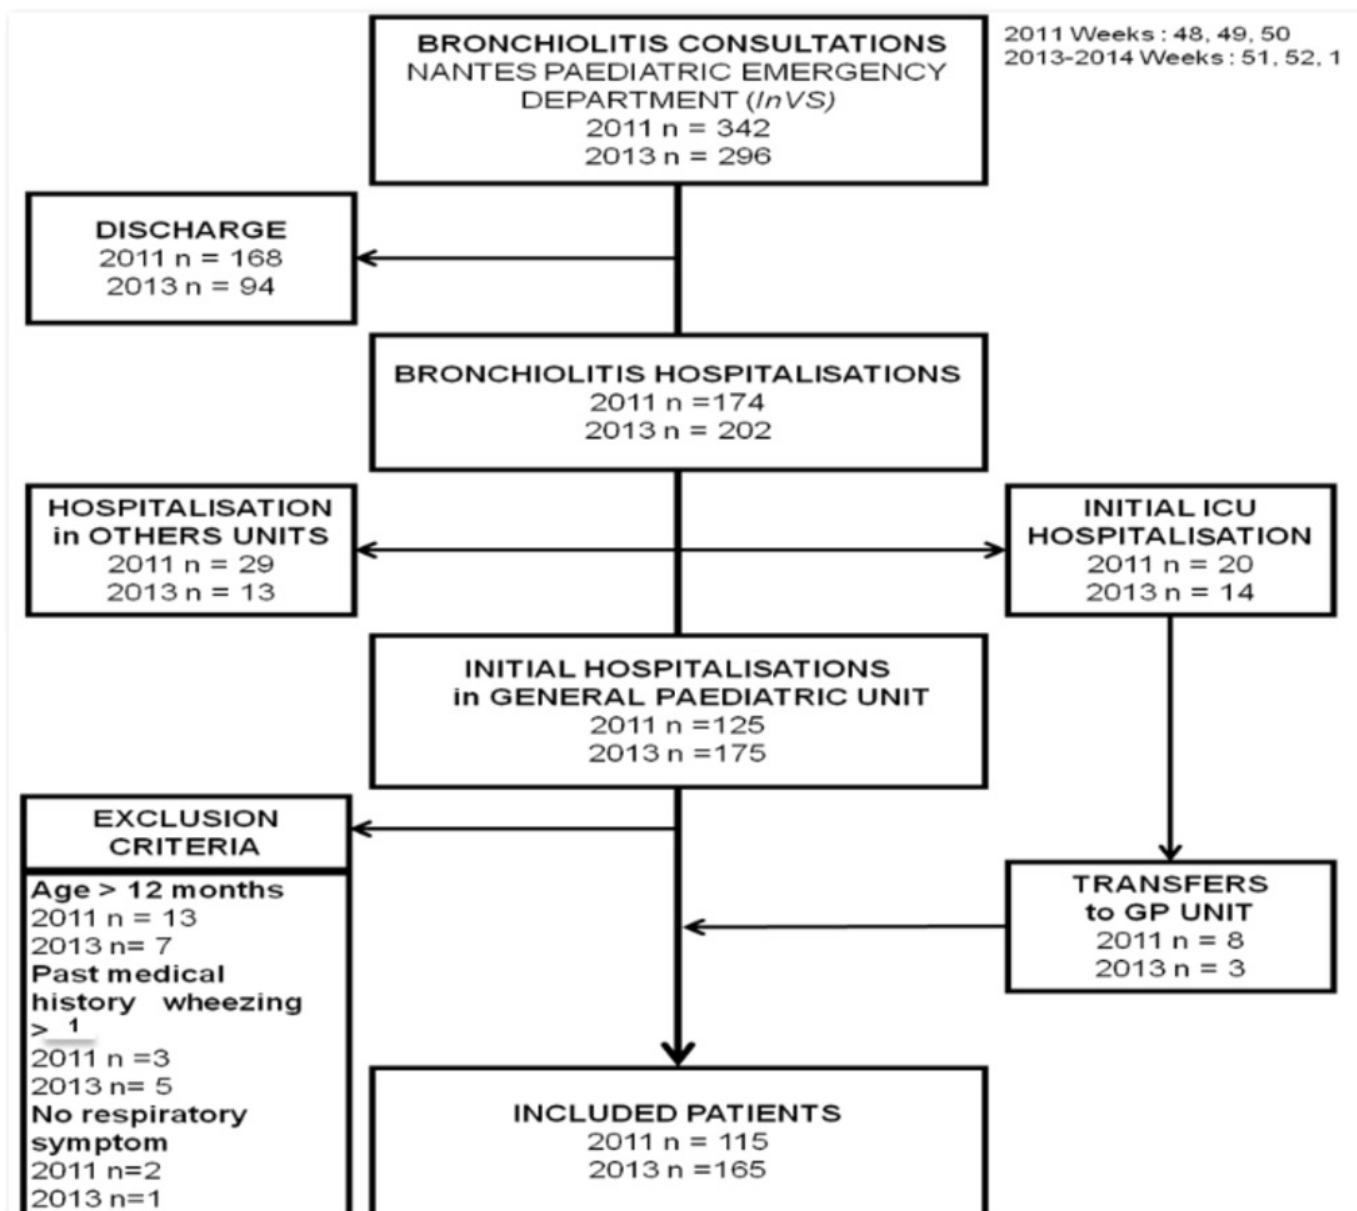 BRONCHIOLITIS CONSULTATIONS
NANTES PAEDIATRIC EMERGENCY
DEPARTMENT (InVS)
2011 n = 342
2013 n = 296
2011 Weeks : 48, 49, 50
2013-2014 Weeks : 51, 52, 1
DISCHARGE
2011 n = 168
2013 n = 94
BRONCHIOLITIS HOSPITALISATIONS
2011 n =174
2013 n = 202
HOSPITALISATION
in OTHERS UNITS
2011 n = 29
2013 n = 13
INITIAL ICU
HOSPITALISATION
2011 n = 20
2013 n = 14
INITIAL HOSPITALISATIONS
in GENERAL PAEDIATRIC UNIT
2011 n =125
2013 n =175
EXCLUSION
CRITERIA
Age > 12 months
2011 n = 13
2013 n= 7
Past medical
history wheezing
> 1
2011 n =3
2013 n= 5
No respiratory
symptom
2011 n=2
2013 n=1
TRANSFERS
to GP UNIT
2011 n = 8
2013 n = 3
INCLUDED PATIENTS
2011 n = 115
2013 n =165